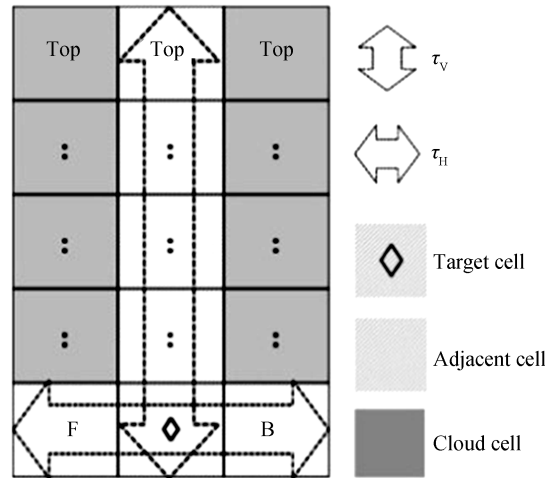 Top Top Top
τV
τH
Target cell
Adjacent cell
F B
Cloud cell